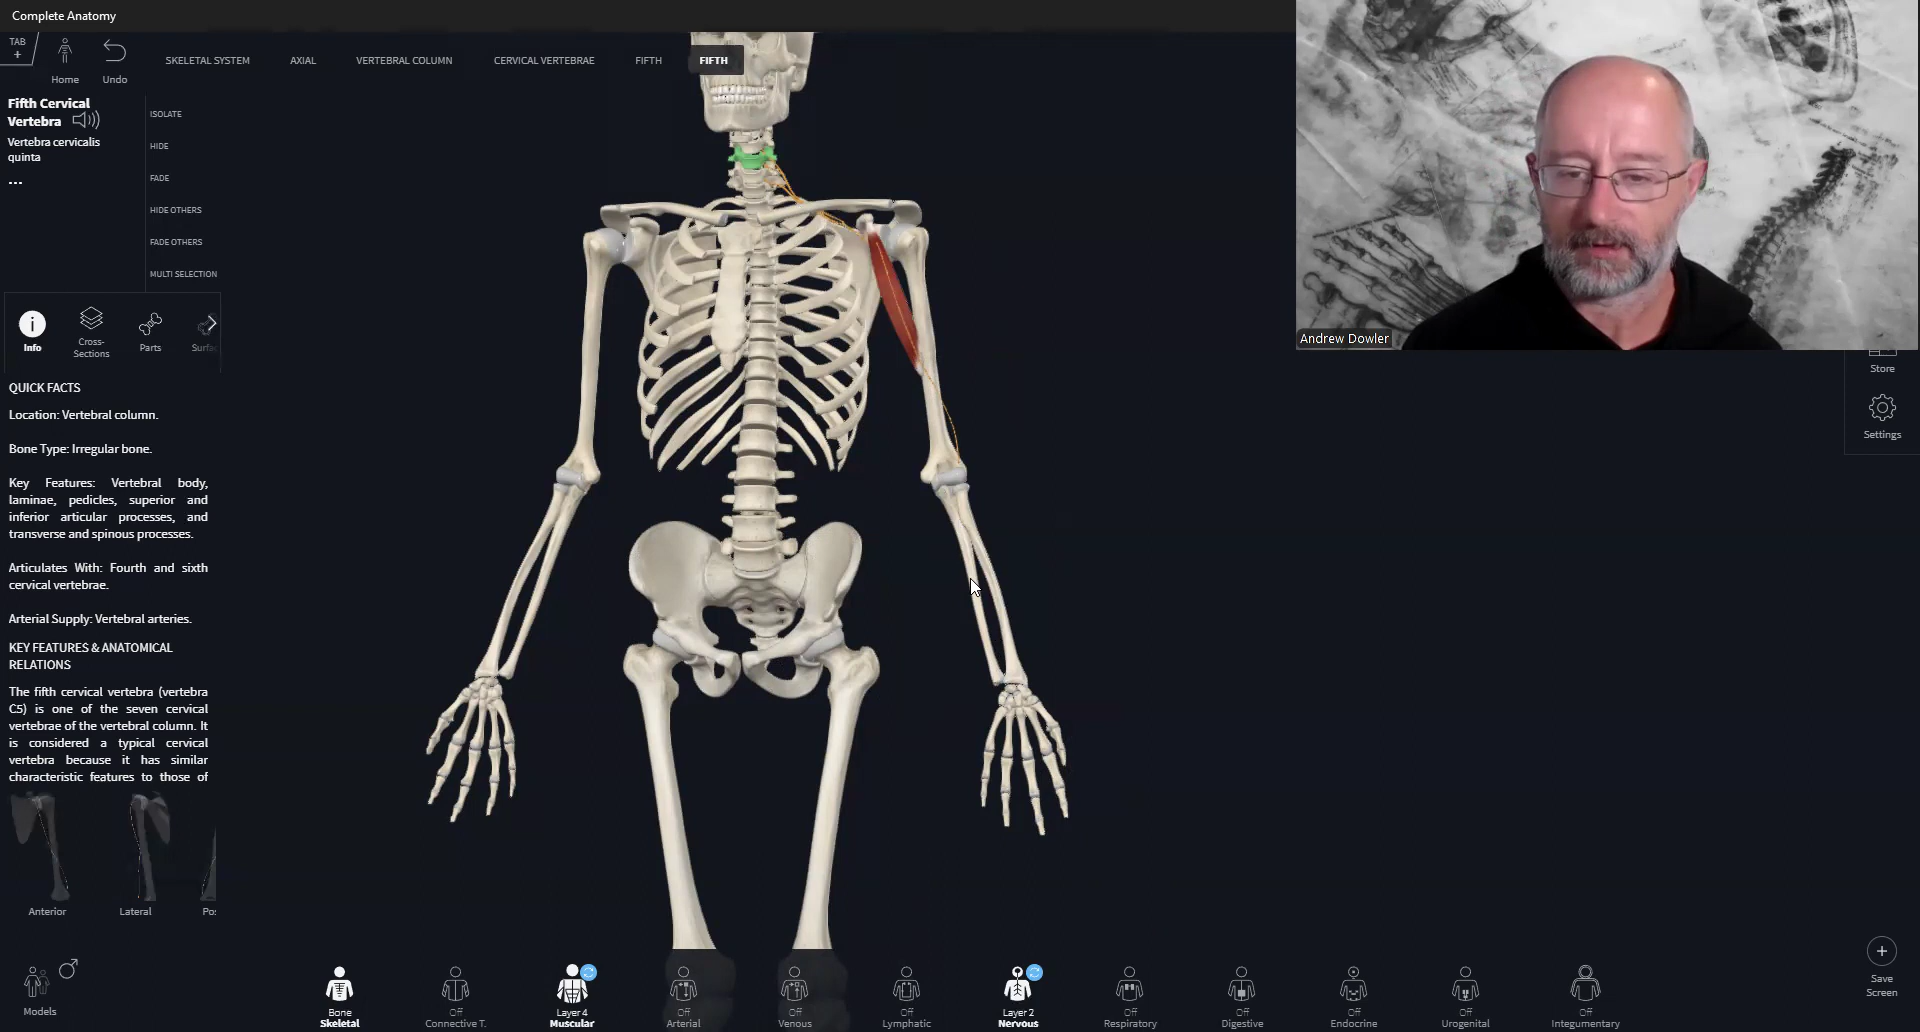 Complete Anatomy
TAB
+
Home
Undo
SKELETAL SYSTEM
AXIAL
VERTEBRAL COLUMN
CERVICAL VERTEBRAE
FIFTH
FIFTH
Fifth Cervical
Vertebra
Vertebra cervicalis
quinta
...
ISOLATE
HIDE
FADE
HIDE OTHERS
FADE OTHERS
MULTI SELECTION
Info
Cross-
Sections
Parts
QUICK FACTS
Location: Vertebral column.
Bone Type: Irregular bone.
Key Features: Vertebral body,
laminae, pedicles, superior and
inferior articular processes, and
transverse and spinous processes.
Articulates With: Fourth and sixth
cervical vertebrae.
Arterial Supply: Vertebral arteries.
KEY FEATURES & ANATOMICAL
RELATIONS
The fifth cervical vertebra (vertebra
C5) is one of the seven cervical
vertebrae of the vertebral column. It
is considered a typical cervical
vertebra because it has similar
characteristic features to those of
Anterior
Lateral
Models
Andrew Dowler
Store
Settings
Save
Screen
Bone
Skeletal
Off
Connective T.
Layer 4
Muscular
Off
Arterial
Off
Venous
Off
Lymphatic
Layer 2
Nervous
Off
Respiratory
Off
Digestive
Off
Endocrine
Off
Urogenital
Off
Integumentary